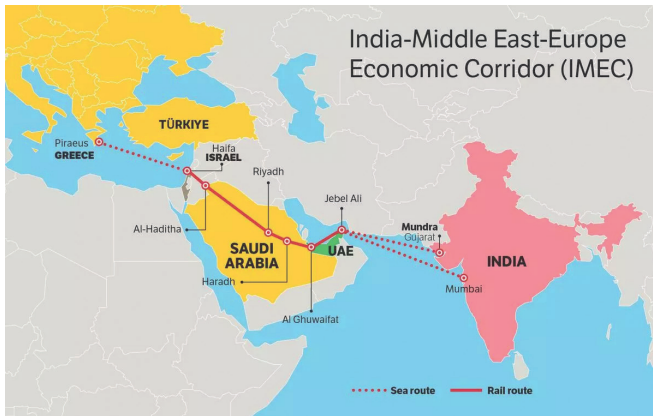 India-Middle East-Europe
Economic Corridor (IMEC)
TÜRKIYE
Piraeus
GREECE
Haifa
ISRAEL
Riyadh
Jebel Ali
Al-Haditha
Mundra
Gujarat
SAUDI
ARABIA
UAE
INDIA
Haradh
Mumbai
Al Ghuwaifat
Sea route
Rail route